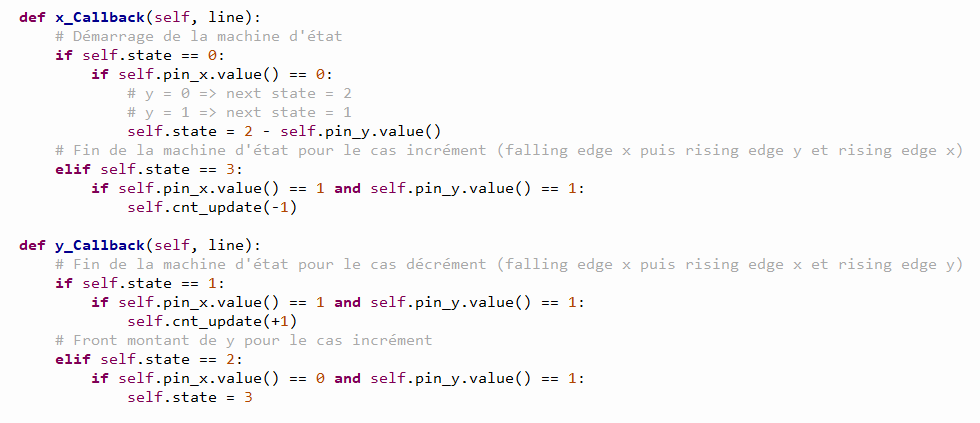 def x_Callback(self, line):
    # Démarrage de la machine d'état
    if self.state == 0:
        if self.pin_x.value() == 0:
            # y = 0 => next state = 2
            # y = 1 => next state = 1
            self.state = 2 - self.pin_y.value()
    # Fin de la machine d'état pour le cas incrément (falling edge x puis rising edge y et rising edge x)
    elif self.state == 3:
        if self.pin_x.value() == 1 and self.pin_y.value() == 1:
            self.cnt_update(-1)

def y_Callback(self, line):
    # Fin de la machine d'état pour le cas décrément (falling edge x puis rising edge x et rising edge y)
    if self.state == 1:
        if self.pin_x.value() == 1 and self.pin_y.value() == 1:
            self.cnt_update(+1)
    # Front montant de y pour le cas incrément
    elif self.state == 2:
        if self.pin_x.value() == 0 and self.pin_y.value() == 1:
            self.state = 3